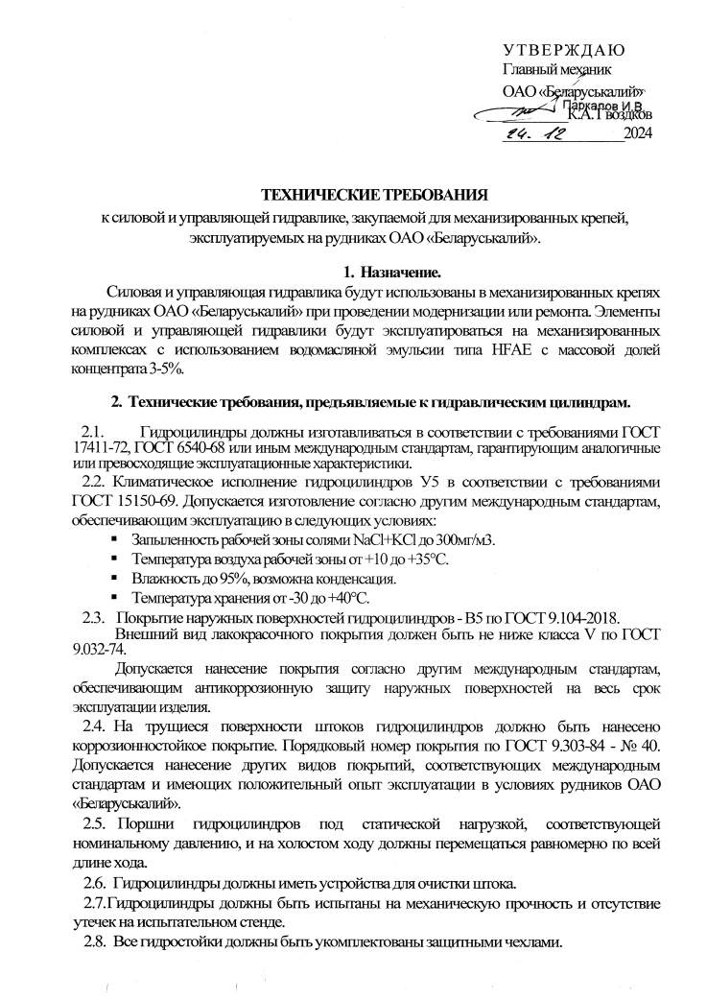 УТВЕРЖДАЮ
Главный механик
ОАО «Беларуськалий»
Паркалов И.В.
К.А. Гвоздков
24. 12 2024
ТЕХНИЧЕСКИЕ ТРЕБОВАНИЯ
к силовой и управляющей гидравлике, закупаемой для механизированных крепей,
эксплуатируемых на рудниках ОАО «Беларуськалий».
1. Назначение.
Силовая и управляющая гидравлика будут использованы в механизированных крепях
на рудниках ОАО «Беларуськалий» при проведении модернизации или ремонта. Элементы
силовой и управляющей гидравлики будут эксплуатироваться на механизированных
комплексах с использованием водомасляной эмульсии типа HFAE с массовой долей
концентрата 3-5%.
2. Технические требования, предъявляемые к гидравлическим цилиндрам.
2.1. Гидроцилиндры должны изготавливаться в соответствии с требованиями ГОСТ
17411-72, ГОСТ 6540-68 или иным международным стандартам, гарантирующим аналогичные
или превосходящие эксплуатационные характеристики.
2.2. Климатическое исполнение гидроцилиндров У5 в соответствии с требованиями
ГОСТ 15150-69. Допускается изготовление согласно другим международным стандартам,
обеспечивающим эксплуатацию в следующих условиях:
▪ Запыленность рабочей зоны солями NaCl+KCl до 300мг/м3.
▪ Температура воздуха рабочей зоны от +10 до +35°С.
▪ Влажность до 95%, возможна конденсация.
▪ Температура хранения от -30 до +40°С.
2.3. Покрытие наружных поверхностей гидроцилиндров - В5 по ГОСТ 9.104-2018.
Внешний вид лакокрасочного покрытия должен быть не ниже класса V по ГОСТ
9.032-74.
Допускается нанесение покрытия согласно другим международным стандартам,
обеспечивающим антикоррозионную защиту наружных поверхностей на весь срок
эксплуатации изделия.
2.4. На трущиеся поверхности штоков гидроцилиндров должно быть нанесено
коррозионностойкое покрытие. Порядковый номер покрытия по ГОСТ 9.303-84 - № 40.
Допускается нанесение других видов покрытий, соответствующих международным
стандартам и имеющих положительный опыт эксплуатации в условиях рудников ОАО
«Беларуськалий».
2.5. Поршни гидроцилиндров под статической нагрузкой, соответствующей
номинальному давлению, и на холостом ходу должны перемещаться равномерно по всей
длине хода.
2.6. Гидроцилиндры должны иметь устройства для очистки штока.
2.7.Гидроцилиндры должны быть испытаны на механическую прочность и отсутствие
утечек на испытательном стенде.
2.8. Все гидростойки должны быть укомплектованы защитными чехлами.